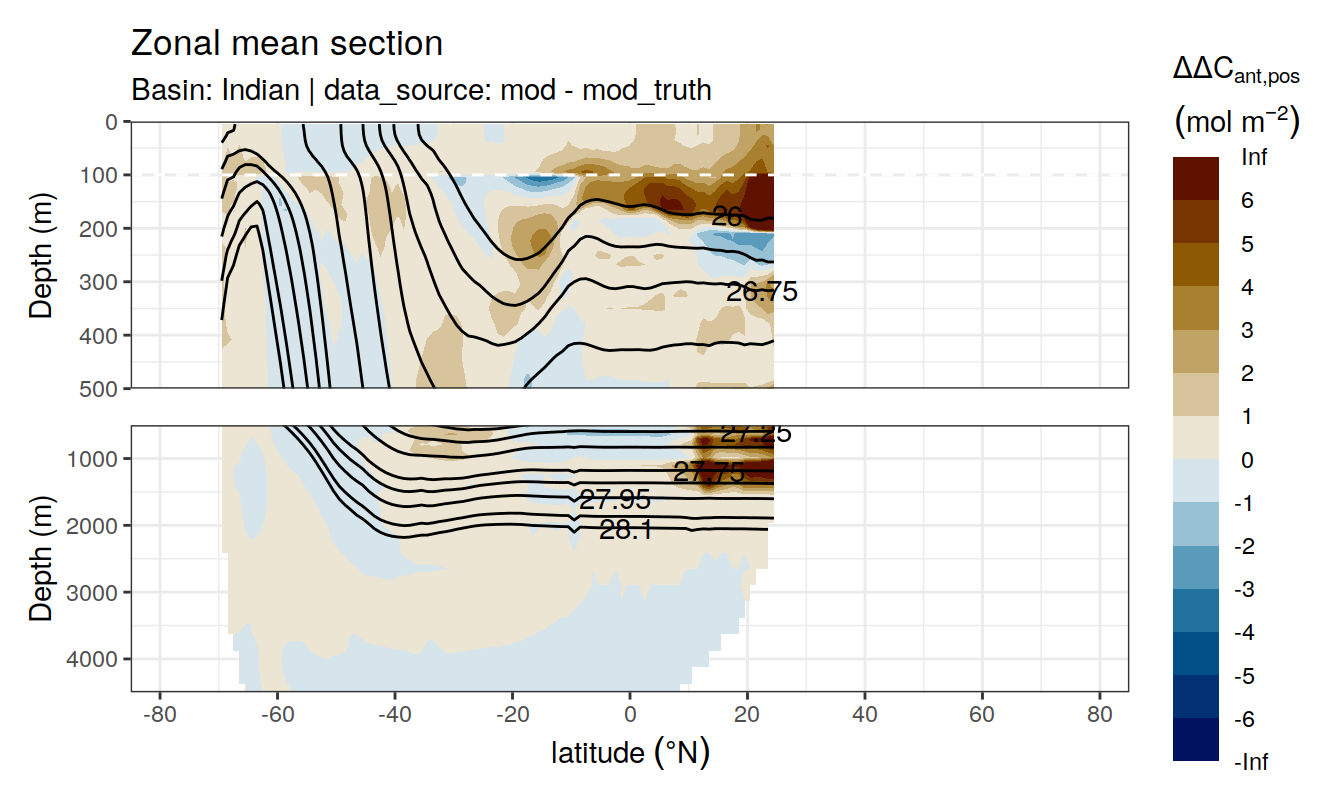 Zonal mean section
Basin: Indian | data_source: mod - mod_truth
ΔΔCant,pos
(mol m−2)
Inf
6
5
4
3
2
1
0
-1
-2
-3
-4
-5
-6
-Inf
Depth (m)
0
100
200
300
400
500
26
26.75
Depth (m)
1000
2000
3000
4000
27.25
27.75
27.95
28.1
-80 -60 -40 -20 0 20 40 60 80
latitude (°N)